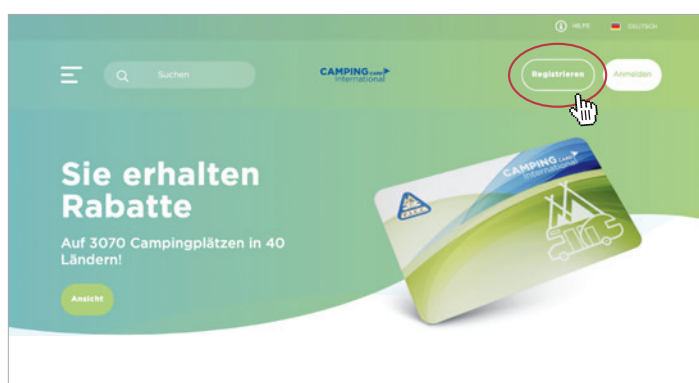 HILFE
DEUTSCH
Suchen
CAMPING CARD
International
Registrieren
Anmelden
Sie erhalten
Rabatte
Auf 3070 Campingplätzen in 40
Ländern!
Ansicht
CAMPING CARD
International